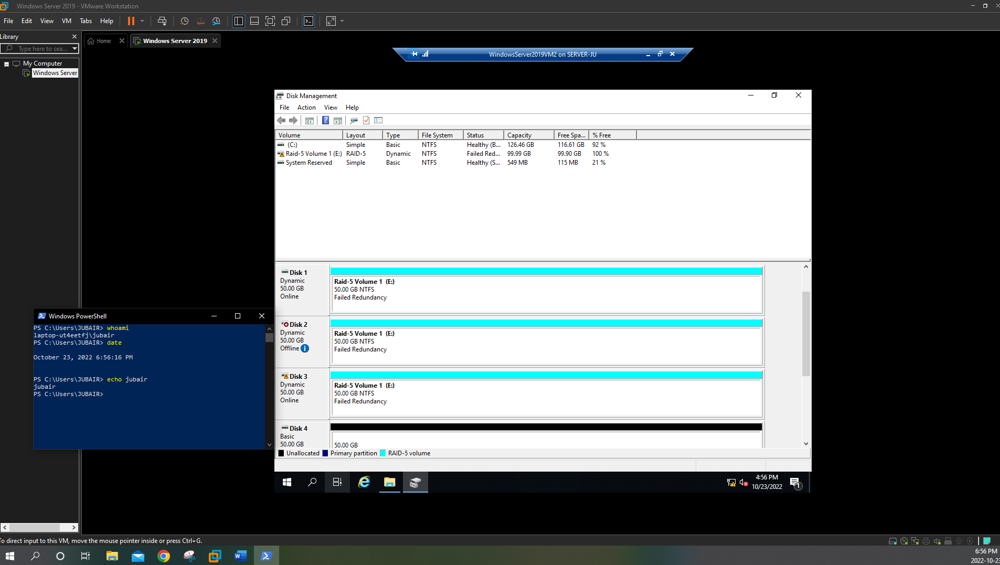 Windows Server 2019 - VMware Workstation
File Edit View VM Tabs Help
Library
Home
Windows Server 2019
Type here to sea...
My Computer
Windows Server
WindowsServer2019VM2 on SERVER-JU
Disk Management
File Action View Help
Volume Layout Type File System Status Capacity Free Spa... % Free
(C:) Simple Basic NTFS Healthy (B... 126.46 GB 116.61 GB 92 %
Raid-5 Volume 1 (E:) RAID-5 Dynamic NTFS Failed Red... 99.99 GB 99.90 GB 100 %
System Reserved Simple Basic NTFS Healthy (S... 549 MB 115 MB 21 %
Disk 1
Dynamic
50.00 GB
Online
Raid-5 Volume 1 (E:)
50.00 GB NTFS
Failed Redundancy
Disk 2
Dynamic
50.00 GB
Offline
Raid-5 Volume 1 (E:)
50.00 GB NTFS
Failed Redundancy
Disk 3
Dynamic
50.00 GB
Online
Raid-5 Volume 1 (E:)
50.00 GB NTFS
Failed Redundancy
Disk 4
Basic
50.00 GB
50.00 GB
Unallocated Primary partition RAID-5 volume
Windows PowerShell
PS C:\Users\JUBAIR> whoami
laptop-ut4eetfj\jubair
PS C:\Users\JUBAIR> date
October 23, 2022 6:56:16 PM
PS C:\Users\JUBAIR> echo jubair
jubair
PS C:\Users\JUBAIR>
4:56 PM
10/23/2022
1
To direct input to this VM, move the mouse pointer inside or press Ctrl+G.
6:56 PM
2022-10-23